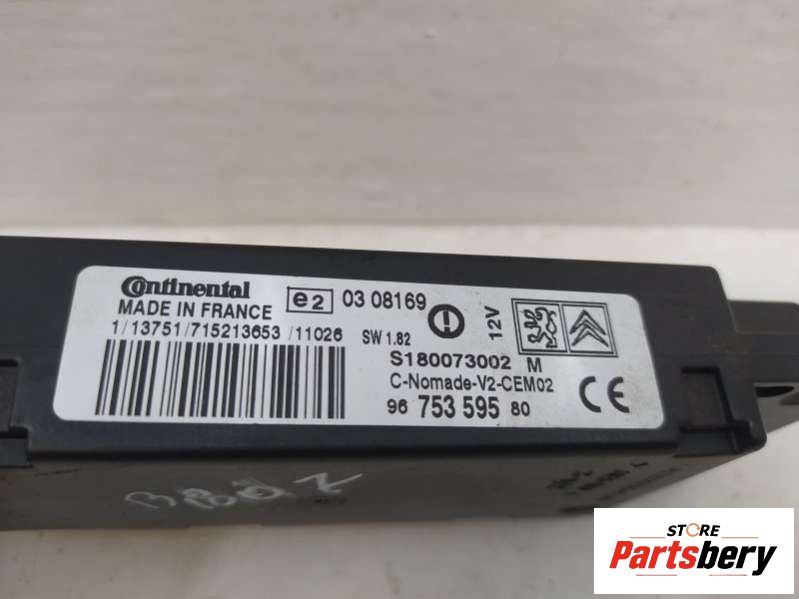 Continental
MADE IN FRANCE
e2 03 08169
12V
1/13751/715213653/11026
SW 1.82
S180073002 M
C-Nomade-V2-CEM02
96 753 595 80
CE
STORE
Partsbery